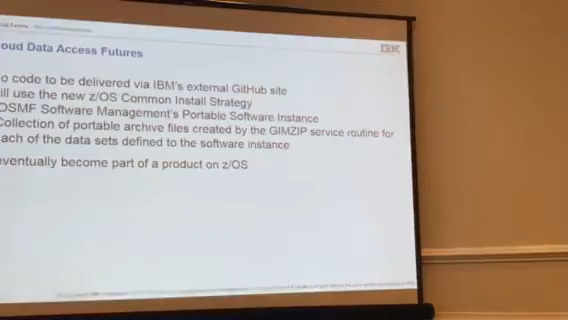 IBM
oud Data Access Futures
o code to be delivered via IBM's external GitHub site
ill use the new z/OS Common Install Strategy
OSMF Software Management's Portable Software Instance
Collection of portable archive files created by the GIMZIP service routine for
ach of the data sets defined to the software instance
eventually become part of a product on z/OS